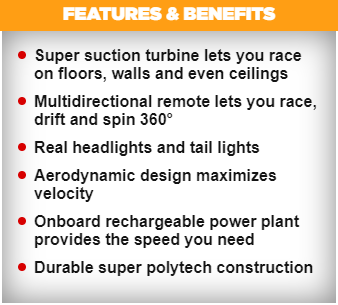 FEATURES & BENEFITS
Super suction turbine lets you race
on floors, walls and even ceilings
Multidirectional remote lets you race,
drift and spin 360°
Real headlights and tail lights
Aerodynamic design maximizes
velocity
Onboard rechargeable power plant
provides the speed you need
Durable super polytech construction